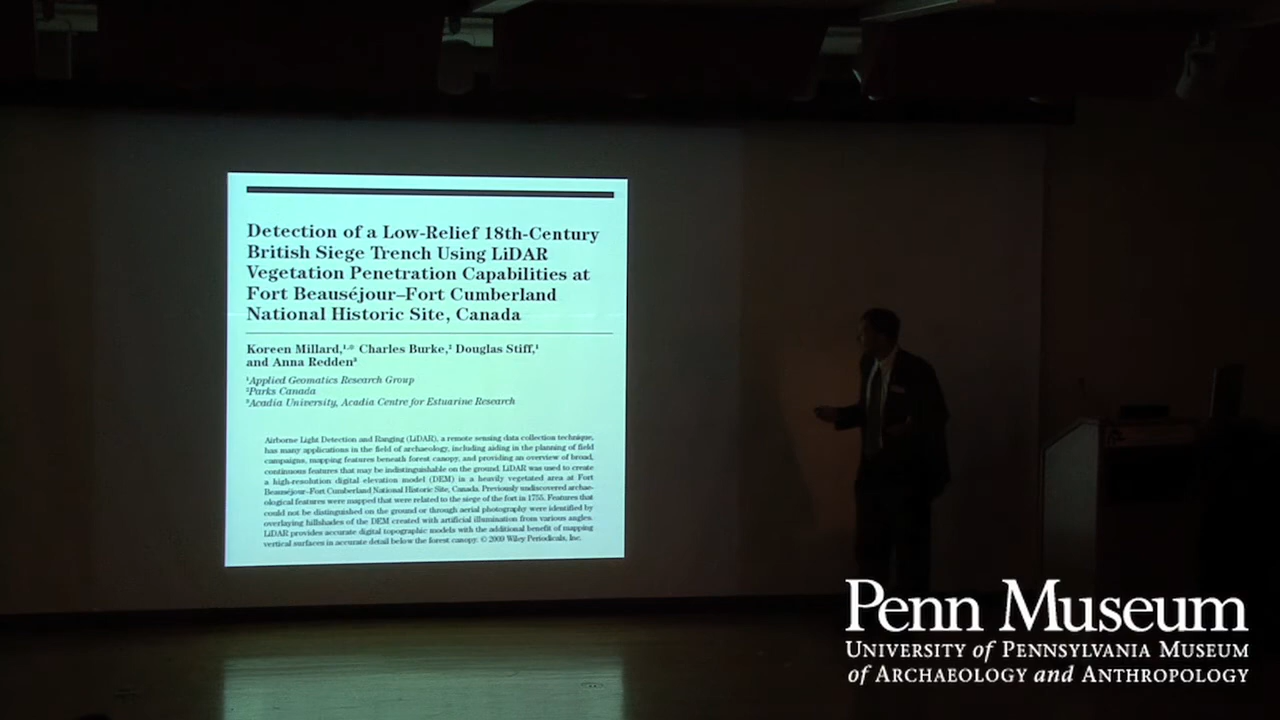 Detection of a Low-Relief 18th-Century
British Siege Trench Using LiDAR
Vegetation Penetration Capabilities at
Fort Beauséjour–Fort Cumberland
National Historic Site, Canada
Koreen Millard,¹,* Charles Burke,² Douglas Stiff,¹
and Anna Redden³
¹Applied Geomatics Research Group
²Parks Canada
³Acadia University, Acadia Centre for Estuarine Research
Airborne Light Detection and Ranging (LiDAR), a remote sensing data collection technique,
has many applications in the field of archaeology, including aiding in the planning of field
campaigns, mapping features beneath forest canopy, and providing an overview of broad,
continuous features that may be indistinguishable on the ground. LiDAR was used to create
a high-resolution digital elevation model (DEM) in a heavily vegetated area at Fort
Beauséjour–Fort Cumberland National Historic Site, Canada. Previously undiscovered archae-
ological features were mapped that were related to the siege of the fort in 1755. Features that
could not be distinguished on the ground or through aerial photography were identified by
overlaying hillshades of the DEM created with artificial illumination from various angles.
LiDAR provides accurate digital topographic models with the additional benefit of mapping
vertical surfaces in accurate detail below the forest canopy. © 2009 Wiley Periodicals, Inc.
Penn Museum
University of Pennsylvania Museum
of Archaeology and Anthropology